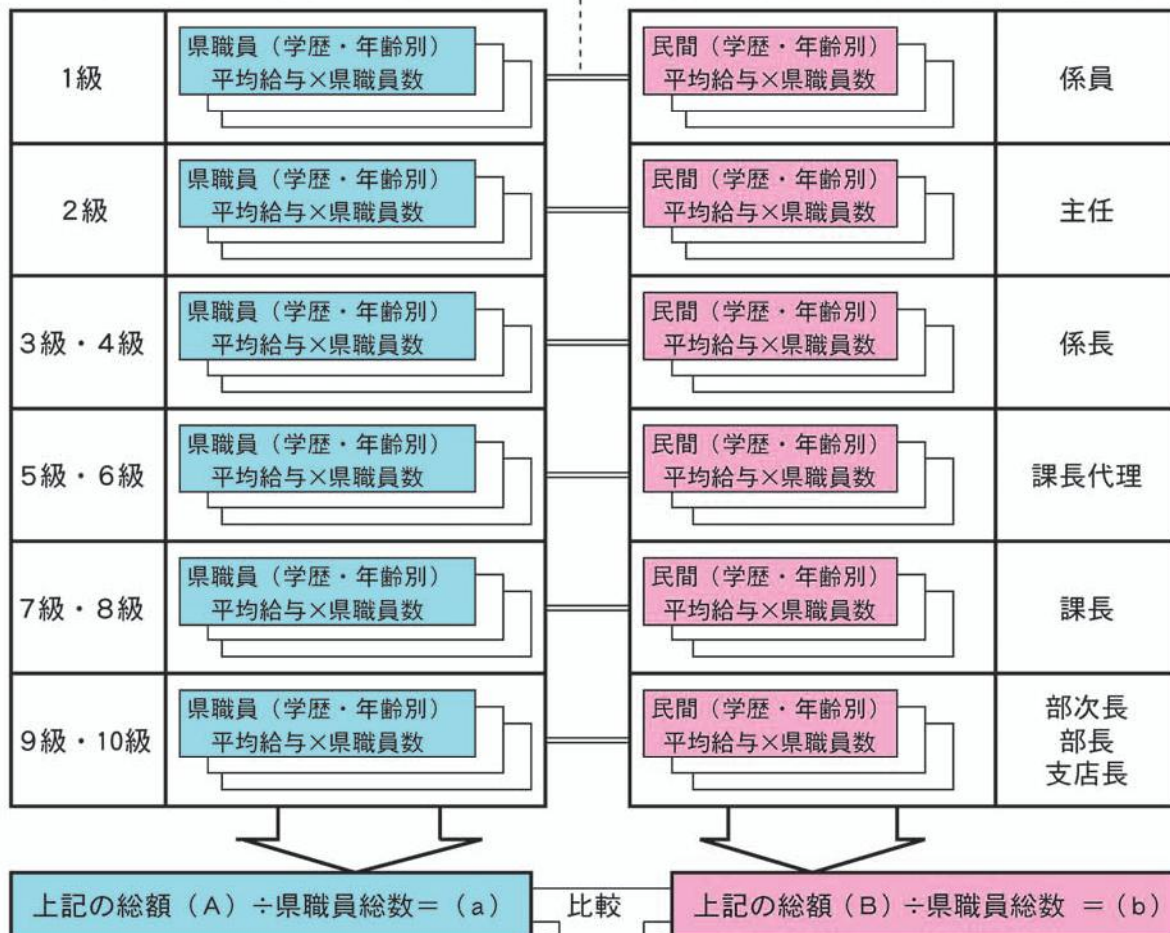 1級
県職員（学歴・年齢別）
平均給与×県職員数
民間（学歴・年齢別）
平均給与×県職員数
係員
2級
県職員（学歴・年齢別）
平均給与×県職員数
民間（学歴・年齢別）
平均給与×県職員数
主任
3級・4級
県職員（学歴・年齢別）
平均給与×県職員数
民間（学歴・年齢別）
平均給与×県職員数
係長
5級・6級
県職員（学歴・年齢別）
平均給与×県職員数
民間（学歴・年齢別）
平均給与×県職員数
課長代理
7級・8級
県職員（学歴・年齢別）
平均給与×県職員数
民間（学歴・年齢別）
平均給与×県職員数
課長
9級・10級
県職員（学歴・年齢別）
平均給与×県職員数
民間（学歴・年齢別）
平均給与×県職員数
部次長
部長
支店長
上記の総額（A）÷県職員総数＝（a）
比較
上記の総額（B）÷県職員総数 ＝（b）